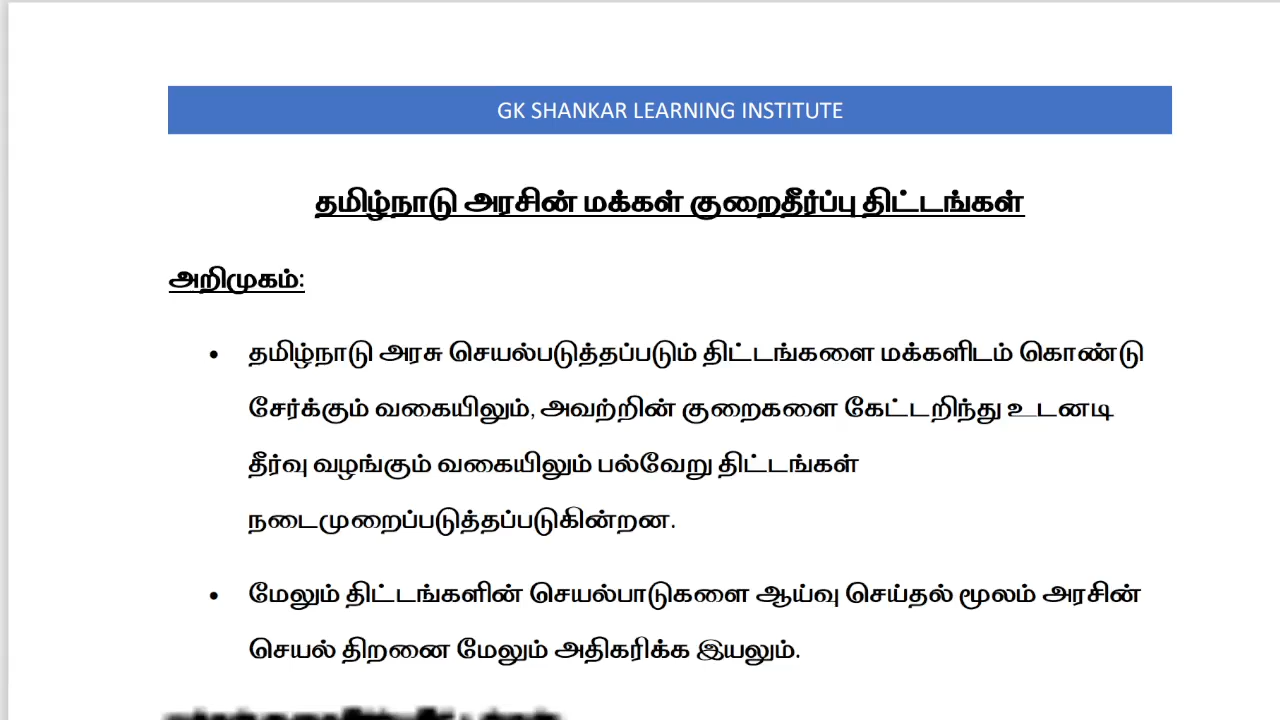 GK SHANKAR LEARNING INSTITUTE
தமிழ்நாடு அரசின் மக்கள் குறைதீர்ப்பு திட்டங்கள்
அறிமுகம்:
• தமிழ்நாடு அரசு செயல்படுத்தப்படும் திட்டங்களை மக்களிடம் கொண்டு
சேர்க்கும் வகையிலும், அவற்றின் குறைகளை கேட்டறிந்து உடனடி
தீர்வு வழங்கும் வகையிலும் பல்வேறு திட்டங்கள்
நடைமுறைப்படுத்தப்படுகின்றன.
• மேலும் திட்டங்களின் செயல்பாடுகளை ஆய்வு செய்தல் மூலம் அரசின்
செயல் திறனை மேலும் அதிகரிக்க இயலும்.